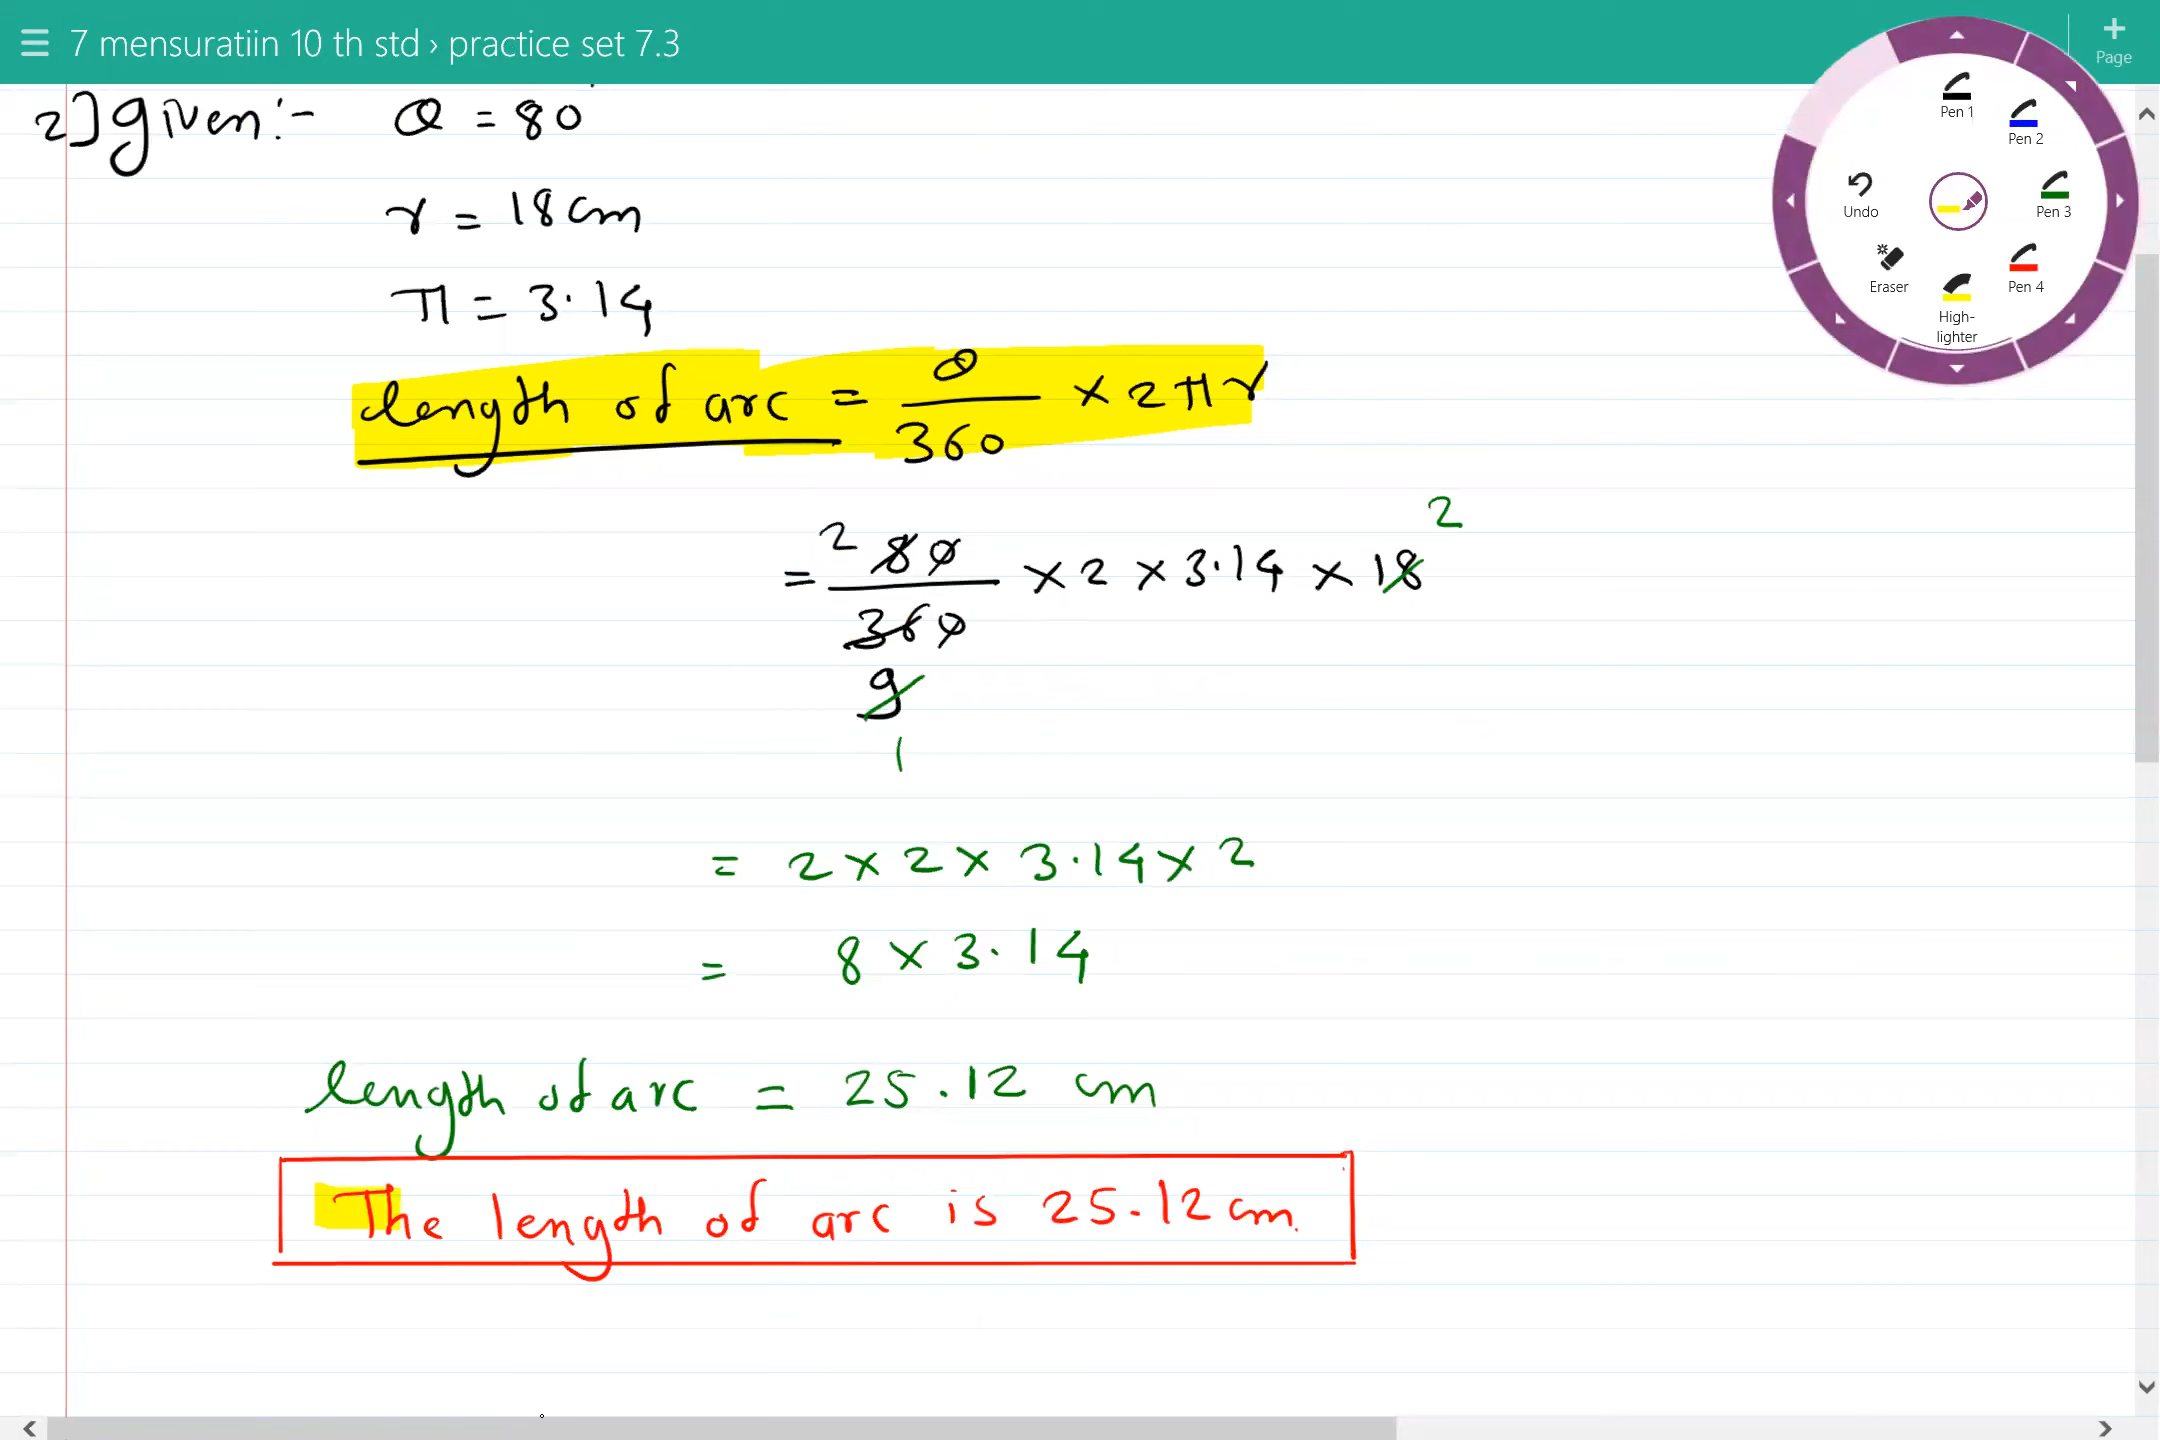 7 mensuratiin 10 th std › practice set 7.3
Page
Pen 1
Pen 2
Undo
Pen 3
Eraser
Pen 4
High-
lighter
2] given:- θ = 80°
r = 18 cm
π = 3.14
length of arc = θ/360 × 2πr
= 80/360 × 2 × 3.14 × 18
2
2
9
1
= 2 × 2 × 3.14 × 2
= 8 × 3.14
length of arc = 25.12 cm
The length of arc is 25.12 cm.